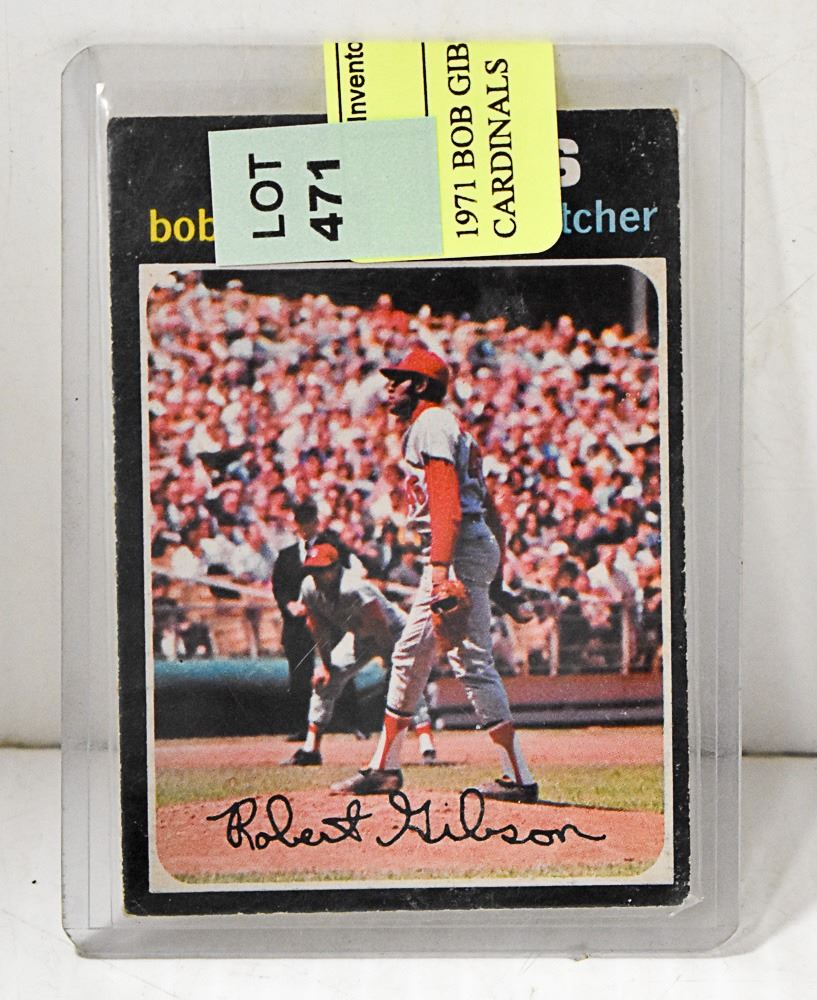 Invento
1971 BOB GIB
CARDINALS
LOT
471
s
bob tcher
Robert Gibson